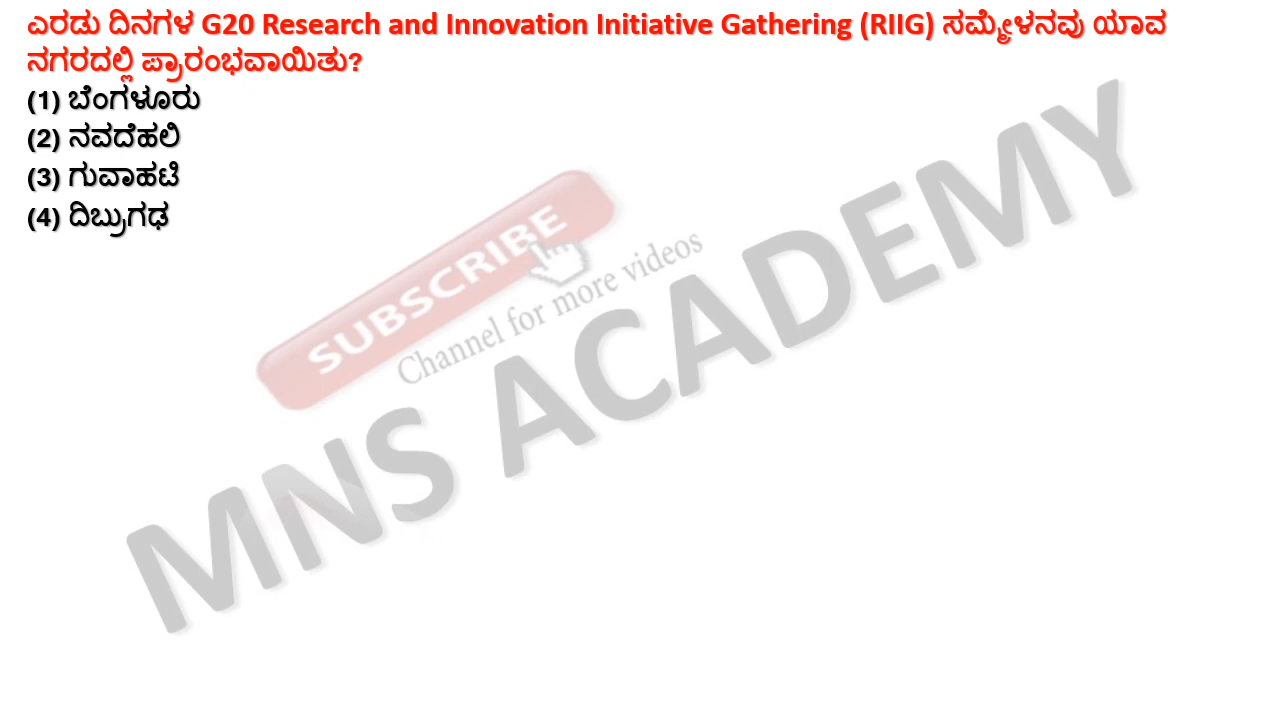 ಎರಡು ದಿನಗಳ G20 Research and Innovation Initiative Gathering (RIIG) ಸಮ್ಮೇಳನವು ಯಾವ
ನಗರದಲ್ಲಿ ಪ್ರಾರಂಭವಾಯಿತು?
(1) ಬೆಂಗಳೂರು
(2) ನವದೆಹಲಿ
(3) ಗುವಾಹಟಿ
(4) ದಿಬ್ರುಗಢ
SUBSCRIBE
Channel for more videos
MNS ACADEMY